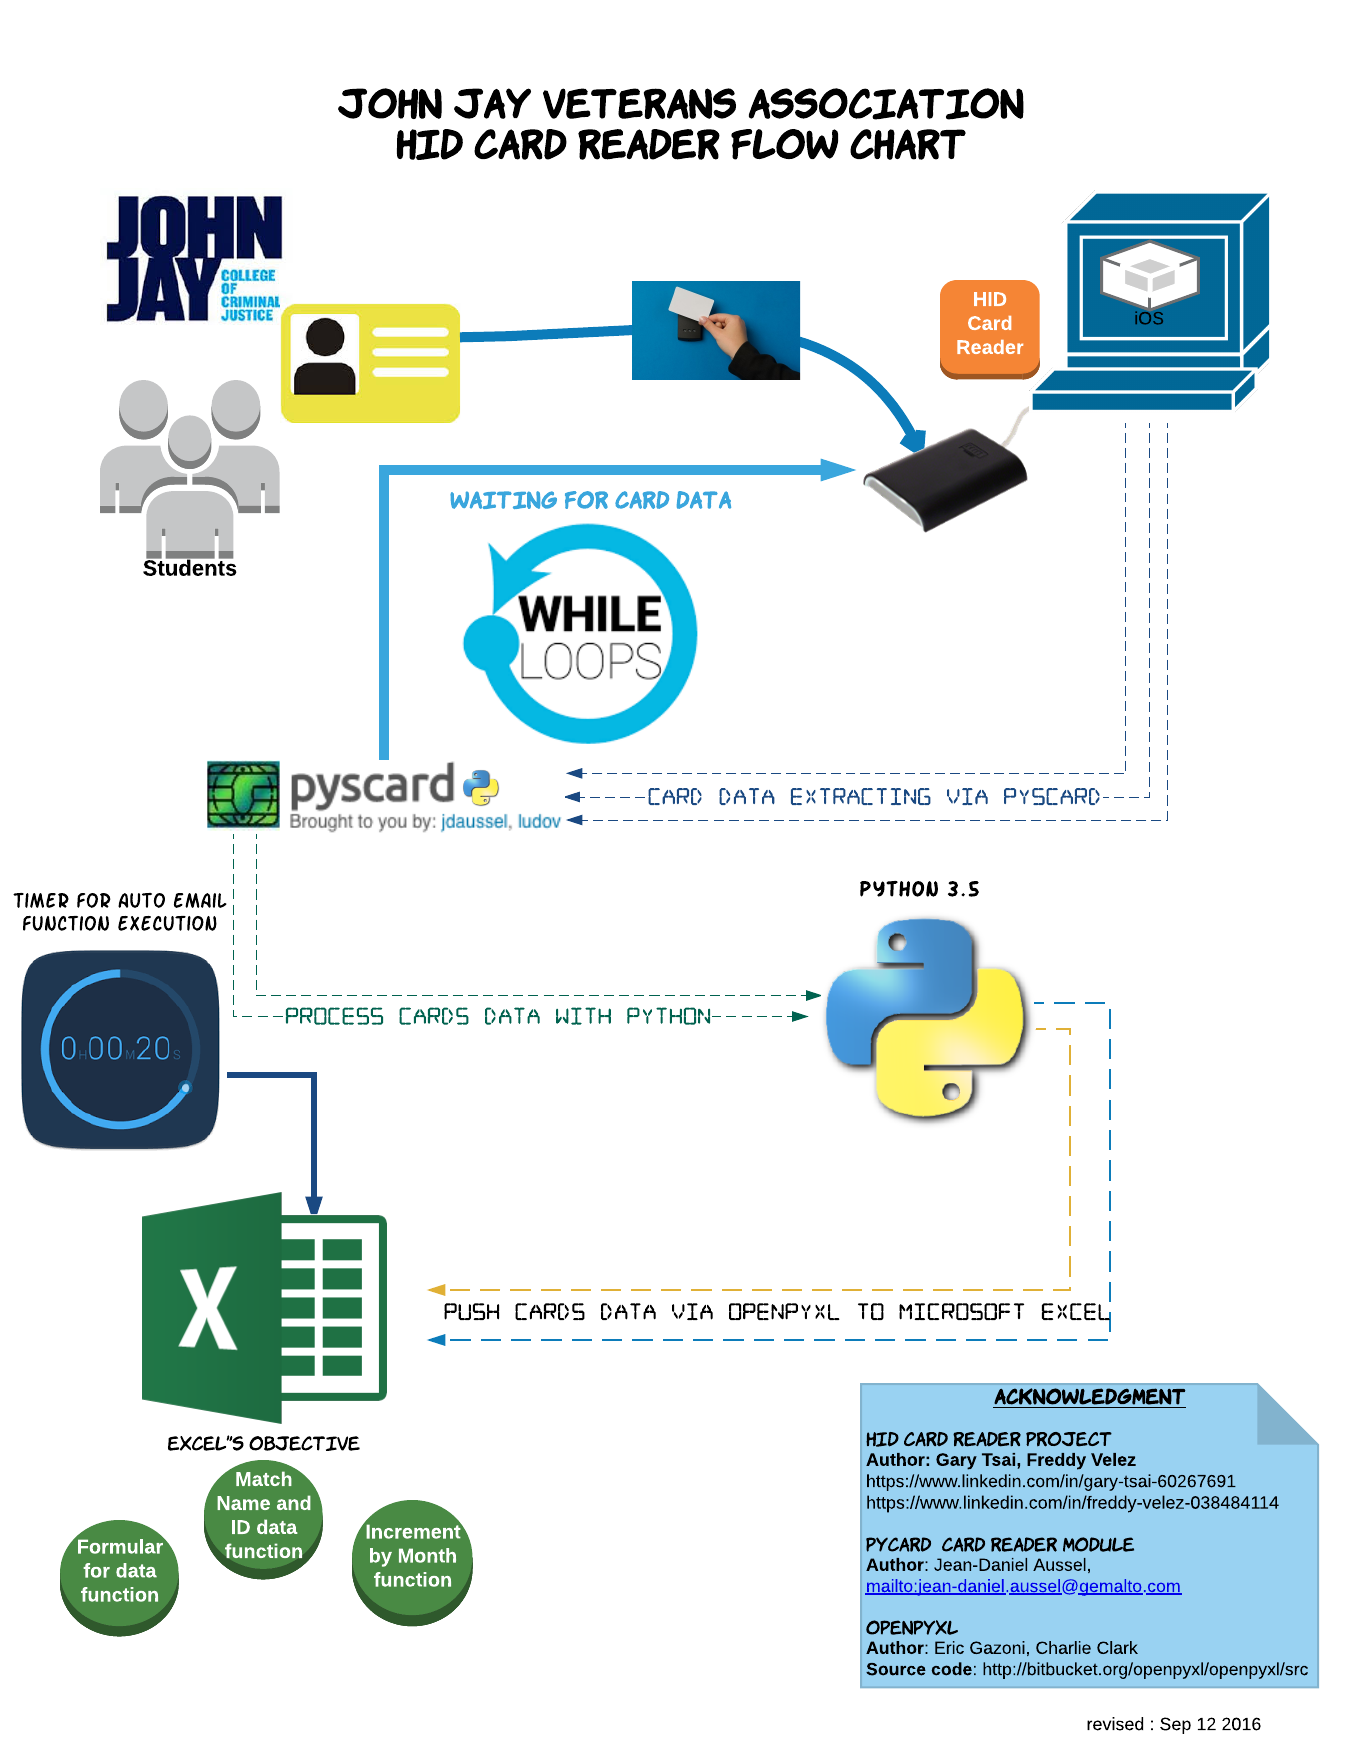 JOHN JAY VETERANS ASSOCIATION
HID CARD READER FLOW CHART
JOHN
JAY
COLLEGE
OF
CRIMINAL
JUSTICE
HID
Card
Reader
iOS
Students
WAITING FOR CARD DATA
WHILE
LOOPS
pyscard
Brought to you by: jdaussel, ludov
CARD DATA EXTRACTING VIA PYSCARD
TIMER FOR AUTO EMAIL
FUNCTION EXECUTION
0H00M20S
PYTHON 3.5
PROCESS CARDS DATA WITH PYTHON
X
PUSH CARDS DATA VIA OPENPYXL TO MICROSOFT EXCEL
EXCEL"S OBJECTIVE
Match
Name and
ID data
function
Formular
for data
function
Increment
by Month
function
ACKNOWLEDGMENT
HID CARD READER PROJECT
Author: Gary Tsai, Freddy Velez
https://www.linkedin.com/in/gary-tsai-60267691
https://www.linkedin.com/in/freddy-velez-038484114
PYCARD CARD READER MODULE
Author: Jean-Daniel Aussel,
mailto:jean-daniel.aussel@gemalto.com
OPENPYXL
Author: Eric Gazoni, Charlie Clark
Source code: http://bitbucket.org/openpyxl/openpyxl/src
revised : Sep 12 2016